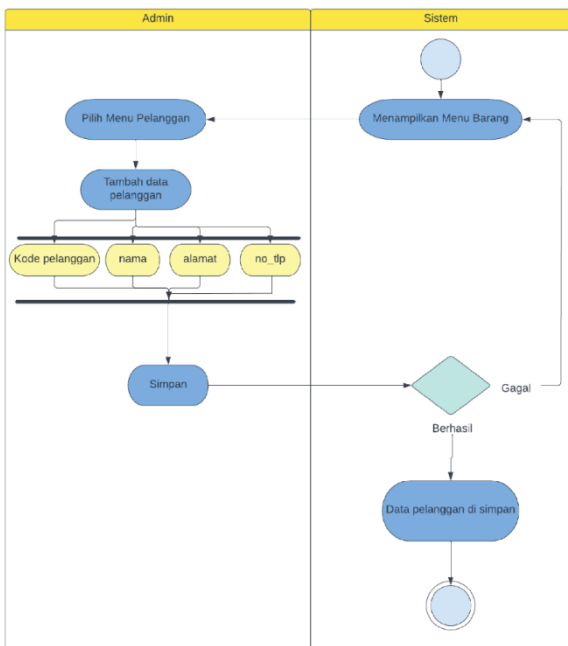 Admin
Sistem
Pilih Menu Pelanggan
Menampilkan Menu Barang
Tambah data
pelanggan
Kode pelanggan
nama
alamat
no_tlp
Simpan
Gagal
Berhasil
Data pelanggan di simpan